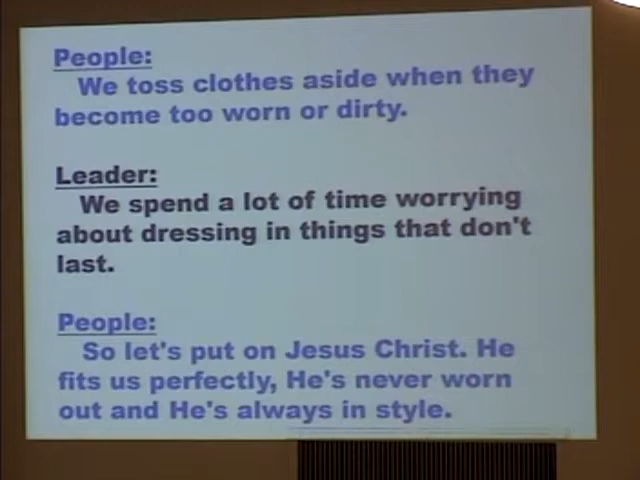 People:
We toss clothes aside when they
become too worn or dirty.
Leader:
We spend a lot of time worrying
about dressing in things that don't
last.
People:
So let's put on Jesus Christ. He
fits us perfectly, He's never worn
out and He's always in style.